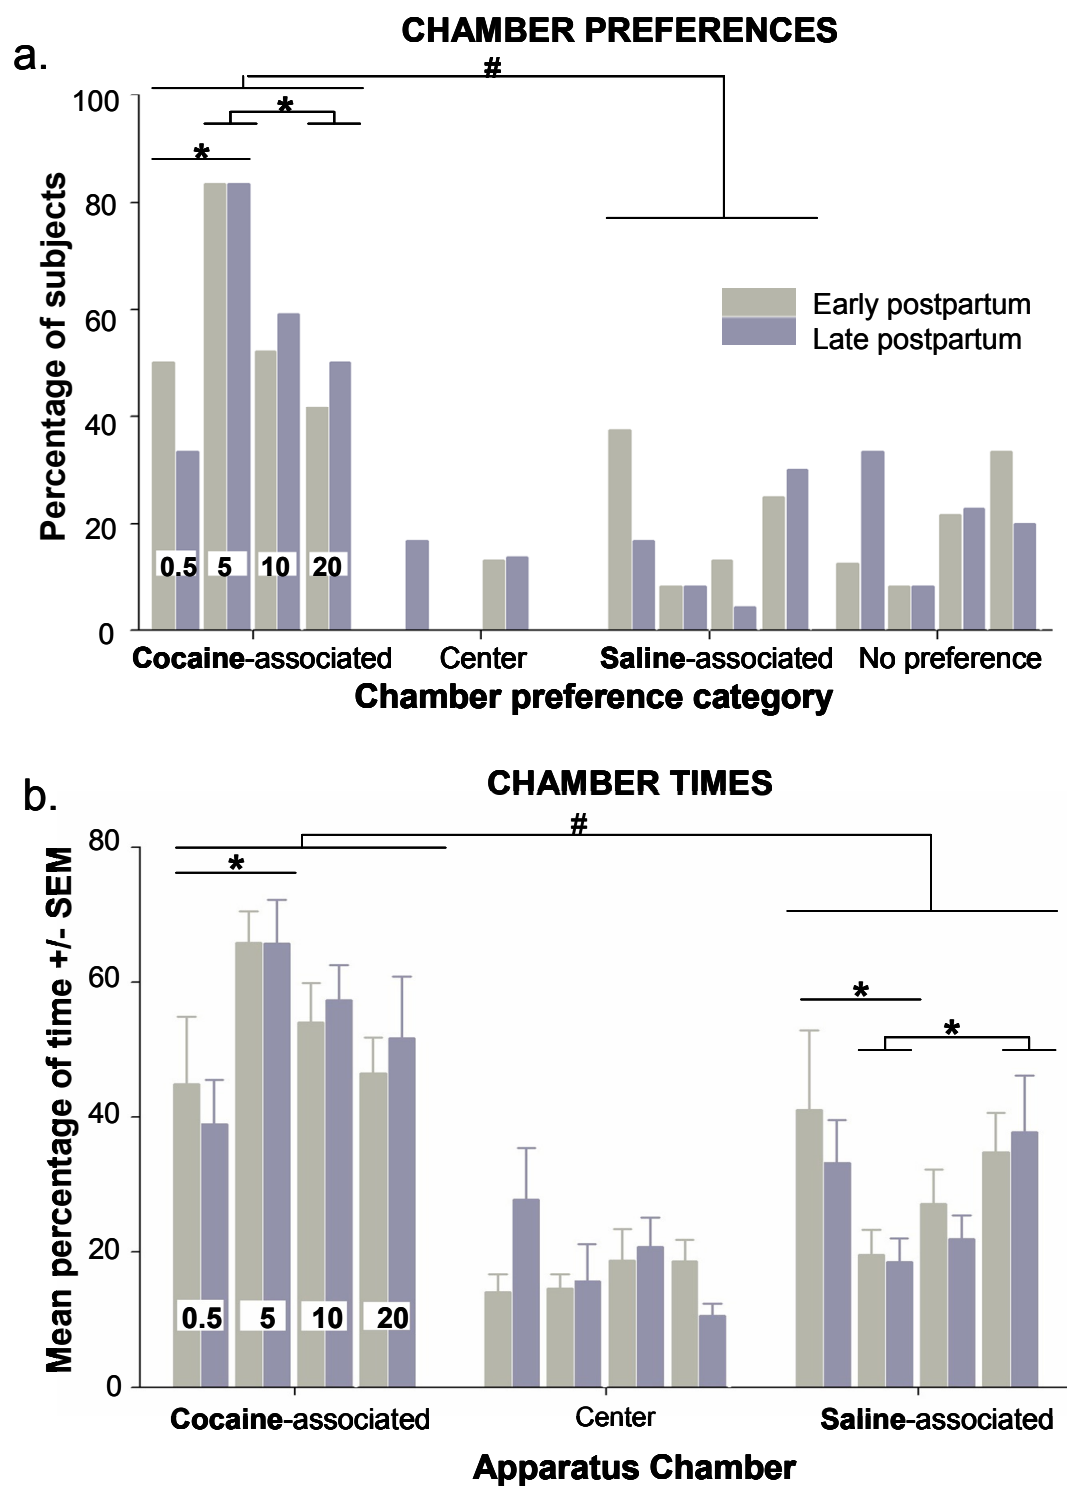 CHAMBER PREFERENCES
a.
#
100
*
*
80
60
40
20
0
Percentage of subjects
Early postpartum
Late postpartum
0.5 5 10 20
Cocaine-associated Center Saline-associated No preference
Chamber preference category
CHAMBER TIMES
b.
#
80
*
60
*
*
40
20
0
Mean percentage of time +/- SEM
0.5 5 10 20
Cocaine-associated Center Saline-associated
Apparatus Chamber